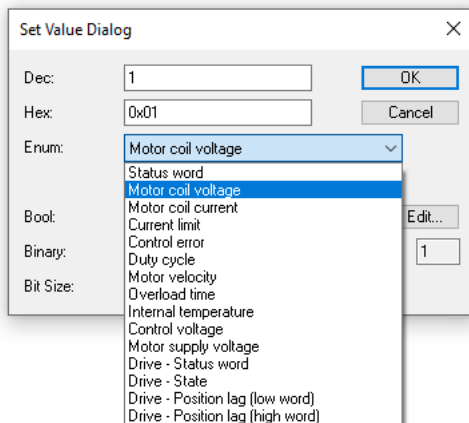 Set Value Dialog
Dec: 1 OK
Hex: 0x01 Cancel
Enum: Motor coil voltage
Status word
Motor coil voltage
Motor coil current
Bool: Current limit Edit...
Control error
Binary: Duty cycle 1
Motor velocity
Bit Size: Overload time
Internal temperature
Control voltage
Motor supply voltage
Drive - Status word
Drive - State
Drive - Position lag (low word)
Drive - Position lag (high word)